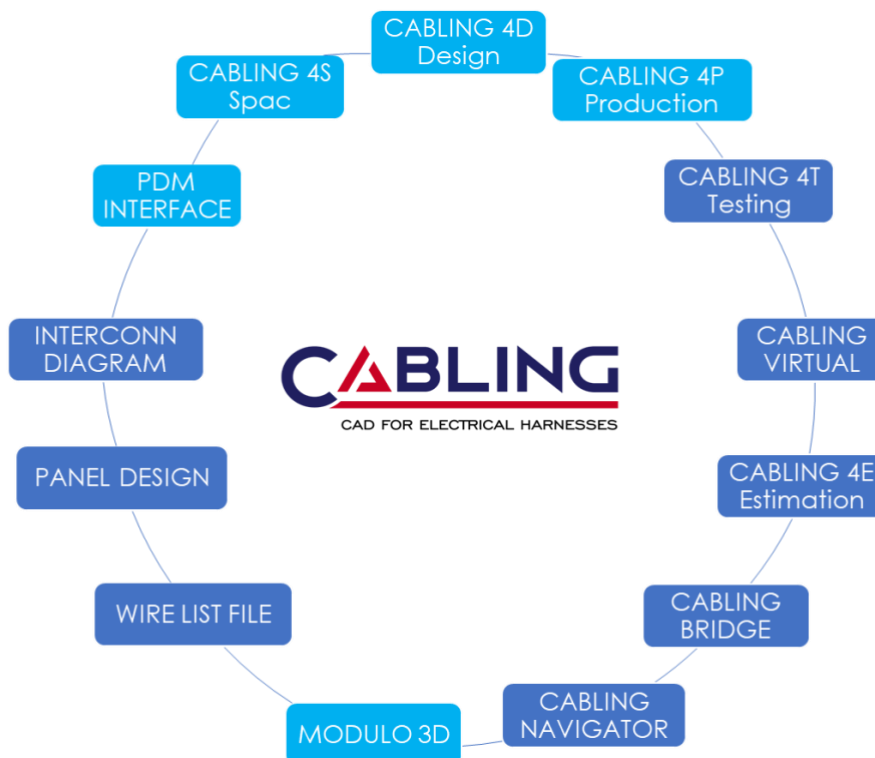 CABLING 4D
Design
CABLING 4P
Production
CABLING 4T
Testing
CABLING
VIRTUAL
CABLING 4E
Estimation
CABLING
BRIDGE
CABLING
NAVIGATOR
MODULO 3D
WIRE LIST FILE
PANEL DESIGN
INTERCONN
DIAGRAM
PDM
INTERFACE
CABLING 4S
Spac
CABLING
CAD FOR ELECTRICAL HARNESSES